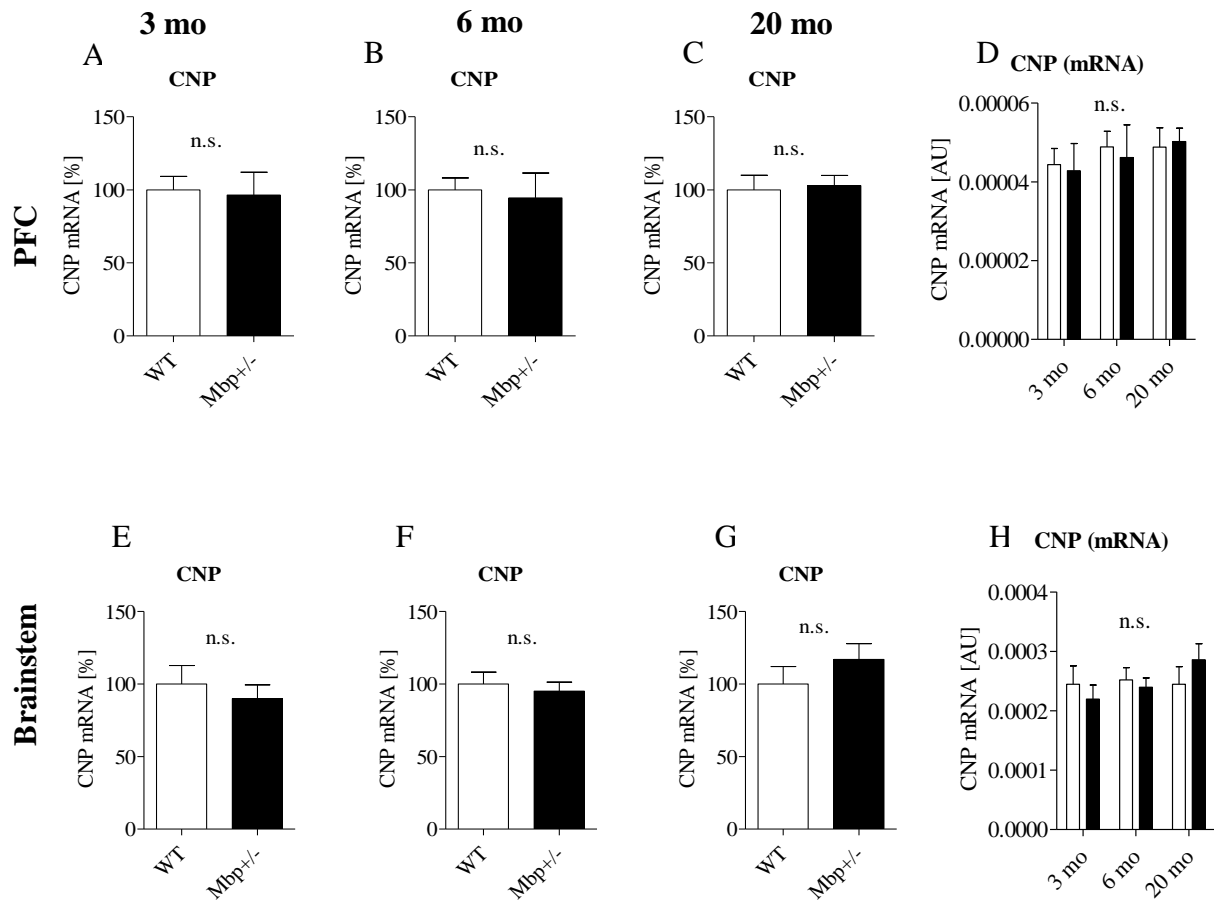 3 mo
6 mo
20 mo
PFC
A
CNP
CNP mRNA [%]
150
100
50
0
n.s.
WT
Mbp+/-
B
CNP
CNP mRNA [%]
150
100
50
0
n.s.
WT
Mbp+/-
C
CNP
CNP mRNA [%]
150
100
50
0
n.s.
WT
Mbp+/-
D
CNP (mRNA)
CNP mRNA [AU]
0.00006
0.00004
0.00002
0.00000
n.s.
3 mo
6 mo
20 mo
Brainstem
E
CNP
CNP mRNA [%]
150
100
50
0
n.s.
WT
Mbp+/-
F
CNP
CNP mRNA [%]
150
100
50
0
n.s.
WT
Mbp+/-
G
CNP
CNP mRNA [%]
150
100
50
0
n.s.
WT
Mbp+/-
H
CNP (mRNA)
CNP mRNA [AU]
0.0004
0.0003
0.0002
0.0001
0.0000
n.s.
3 mo
6 mo
20 mo